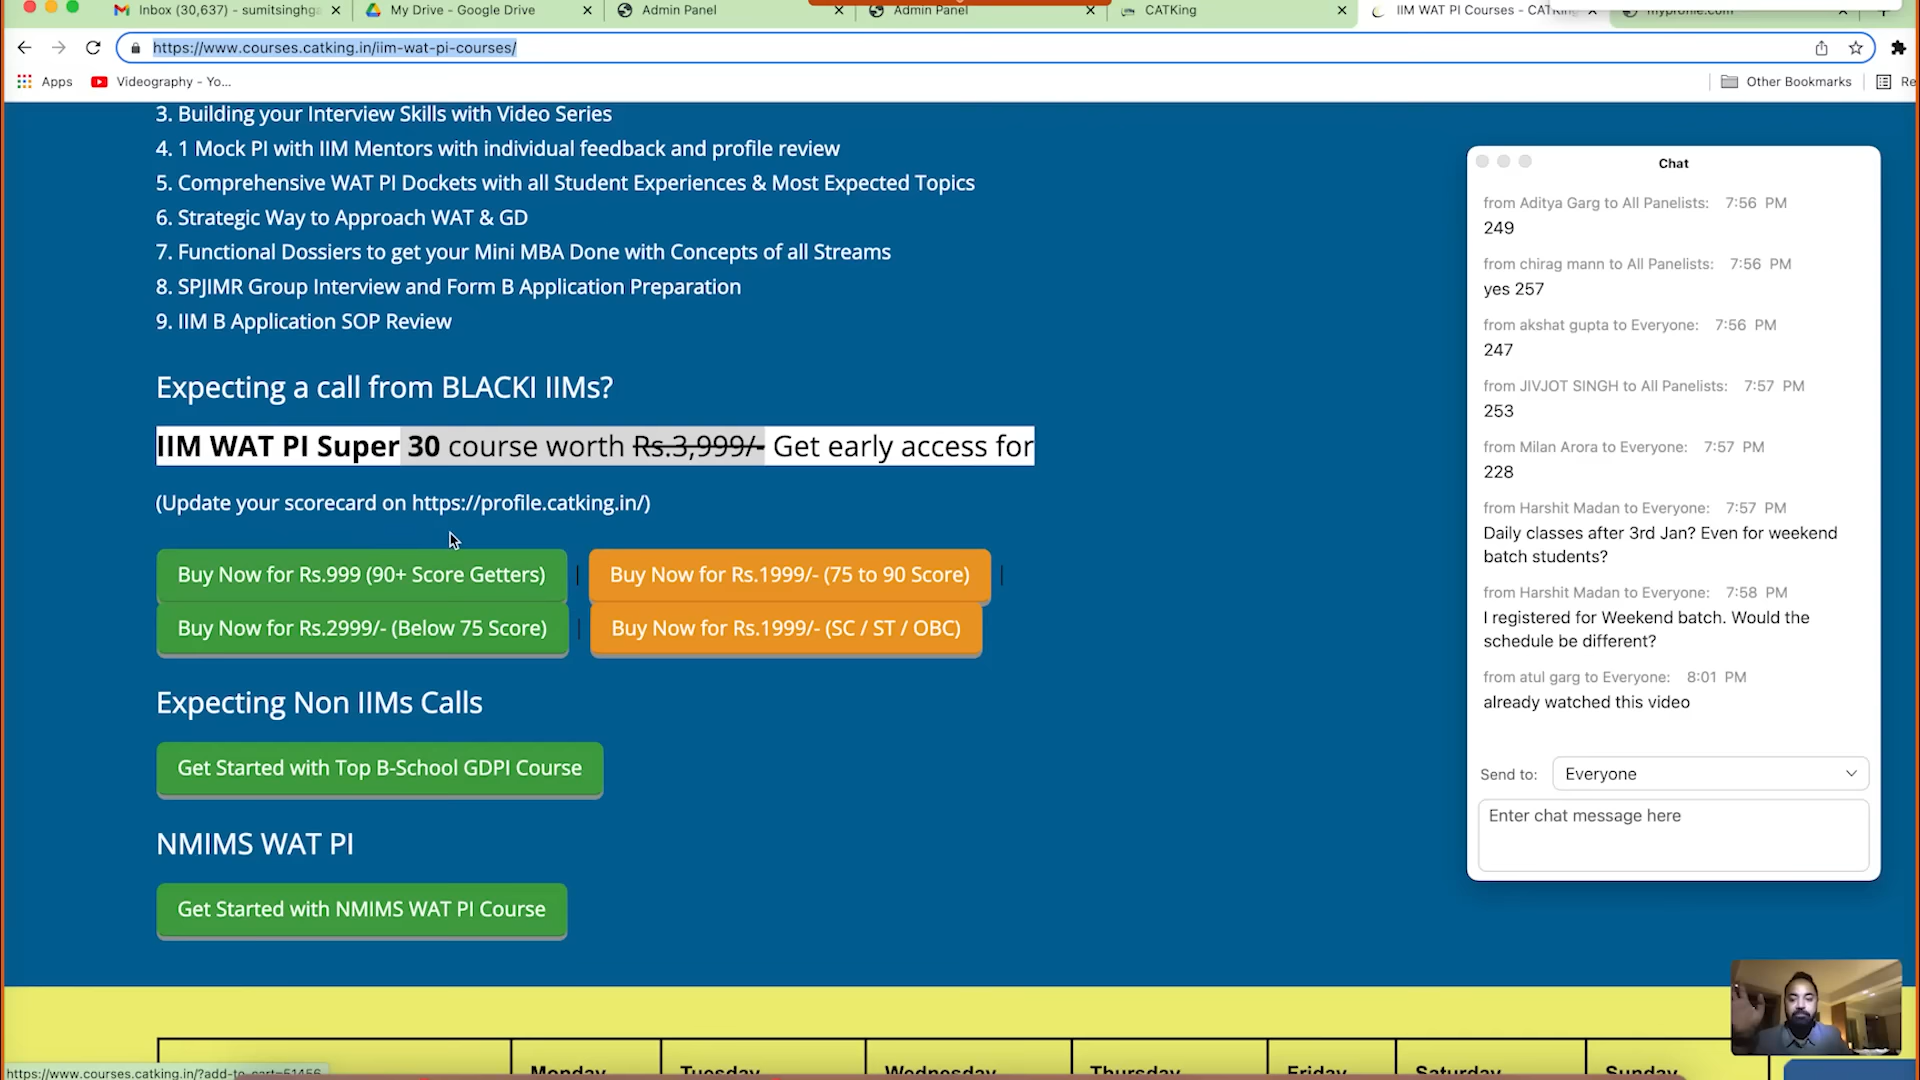 Inbox (30,637) - sumitsinghga
My Drive - Google Drive
Admin Panel
Admin Panel
CATKing
IIM WAT PI Courses - CATKin
myprofile.com
https://www.courses.catking.in/iim-wat-pi-courses/
Apps
Videography - Yo...
Other Bookmarks
Re
3. Building your Interview Skills with Video Series
4. 1 Mock PI with IIM Mentors with individual feedback and profile review
5. Comprehensive WAT PI Dockets with all Student Experiences & Most Expected Topics
6. Strategic Way to Approach WAT & GD
7. Functional Dossiers to get your Mini MBA Done with Concepts of all Streams
8. SPJIMR Group Interview and Form B Application Preparation
9. IIM B Application SOP Review
Expecting a call from BLACKI IIMs?
IIM WAT PI Super 30 course worth Rs.3,999/- Get early access for
(Update your scorecard on https://profile.catking.in/)
Buy Now for Rs.999 (90+ Score Getters) |
Buy Now for Rs.1999/- (75 to 90 Score) |
Buy Now for Rs.2999/- (Below 75 Score) |
Buy Now for Rs.1999/- (SC / ST / OBC)
Expecting Non IIMs Calls
Get Started with Top B-School GDPI Course
NMIMS WAT PI
Get Started with NMIMS WAT PI Course
Monday
Tuesday
Wednesday
Thursday
Friday
Saturday
Sunday
https://www.courses.catking.in/?add-to-cart=51456
Chat
from Aditya Garg to All Panelists: 7:56 PM
249
from chirag mann to All Panelists: 7:56 PM
yes 257
from akshat gupta to Everyone: 7:56 PM
247
from JIVJOT SINGH to All Panelists: 7:57 PM
253
from Milan Arora to Everyone: 7:57 PM
228
from Harshit Madan to Everyone: 7:57 PM
Daily classes after 3rd Jan? Even for weekend
batch students?
from Harshit Madan to Everyone: 7:58 PM
I registered for Weekend batch. Would the
schedule be different?
from atul garg to Everyone: 8:01 PM
already watched this video
Send to:
Everyone
Enter chat message here